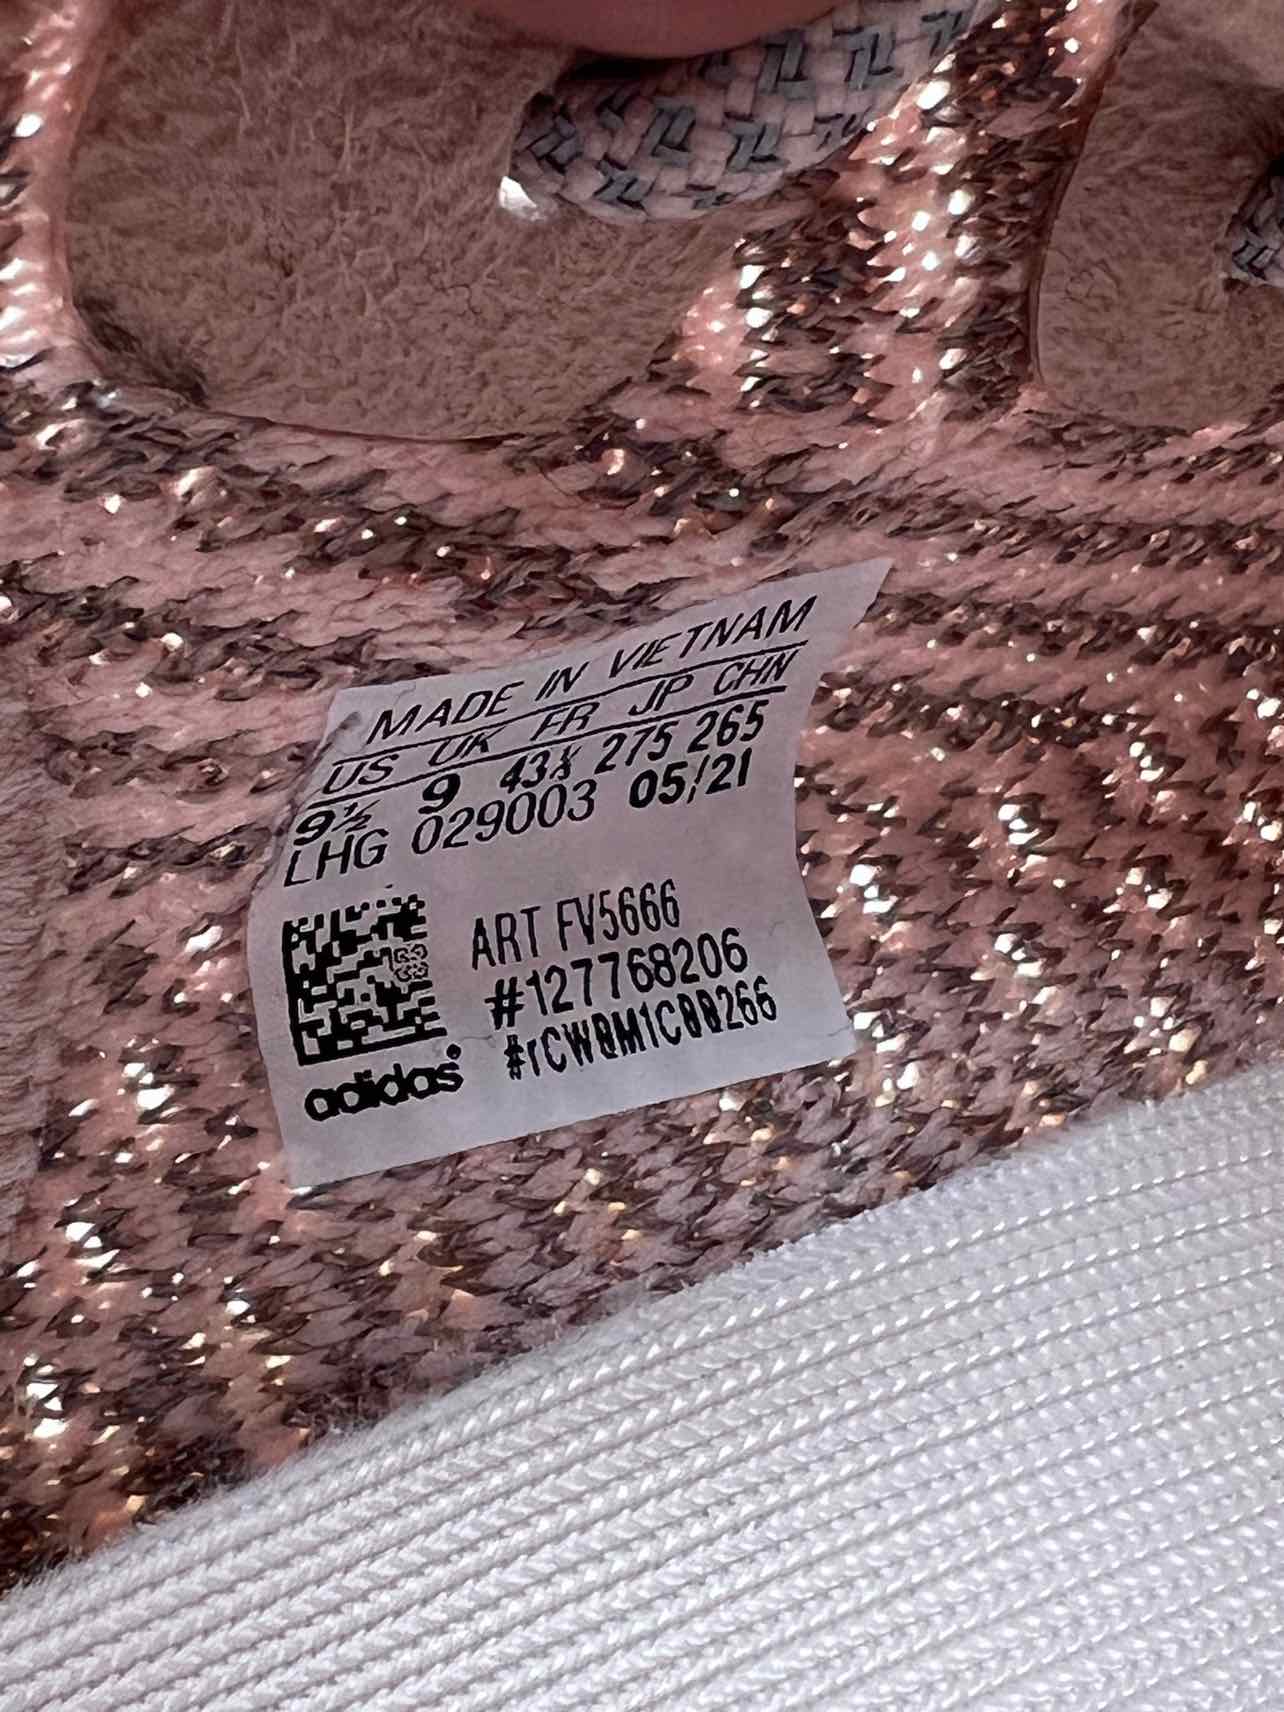 MADE IN VIETNAM
US UK FR JP CHN
9½ 9 43⅓ 275 265
LHG 029003 05/21
ART FV5666
#127768206
#rCW0M1C00266
adidas